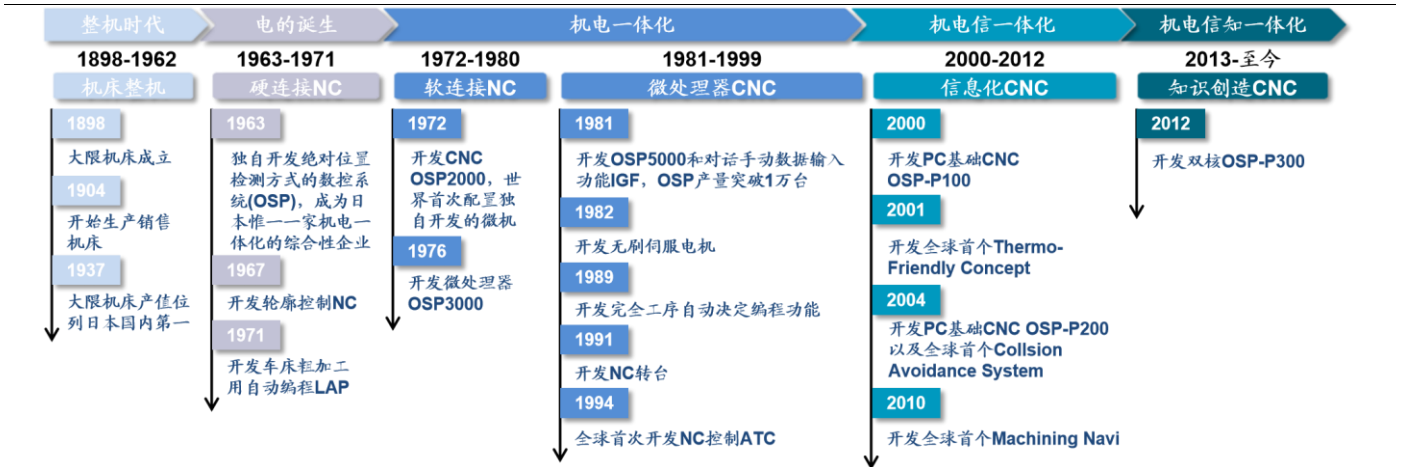 整机时代
电的诞生
机电一体化
机电信一体化
机电信知一体化
1898-1962
1963-1971
1972-1980
1981-1999
2000-2012
2013-至今
机床整机
硬连接NC
软连接NC
微处理器CNC
信息化CNC
知识创造CNC
1898
大隈机床成立
1904
开始生产销售
机床
1937
大隈机床产值位
列日本国内第一
1963
独自开发绝对位置
检测方式的数控系
统(OSP)，成为日
本惟一一家机电一
体化的综合性企业
1967
开发轮廓控制NC
1971
开发车床粗加工
用自动编程LAP
1972
开发CNC
OSP2000，世
界首次配置独
自开发的微机
1976
开发微处理器
OSP3000
1981
开发OSP5000和对话手动数据输入
功能IGF，OSP产量突破1万台
1982
开发无刷伺服电机
1989
开发完全工序自动决定编程功能
1991
开发NC转台
1994
全球首次开发NC控制ATC
2000
开发PC基础CNC
OSP-P100
2001
开发全球首个Thermo-
Friendly Concept
2004
开发PC基础CNC OSP-P200
以及全球首个Collsion
Avoidance System
2010
开发全球首个Machining Navi
2012
开发双核OSP-P300